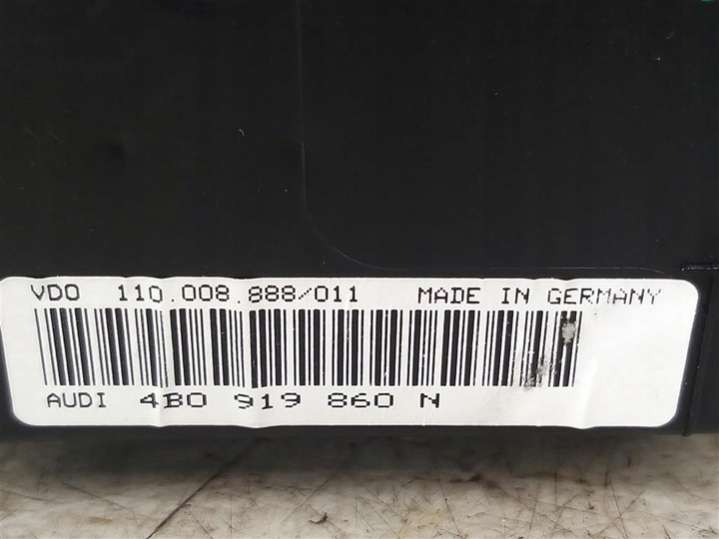 VDO 110.008.888/011 MADE IN GERMANY
AUDI 4B0 919 860 N